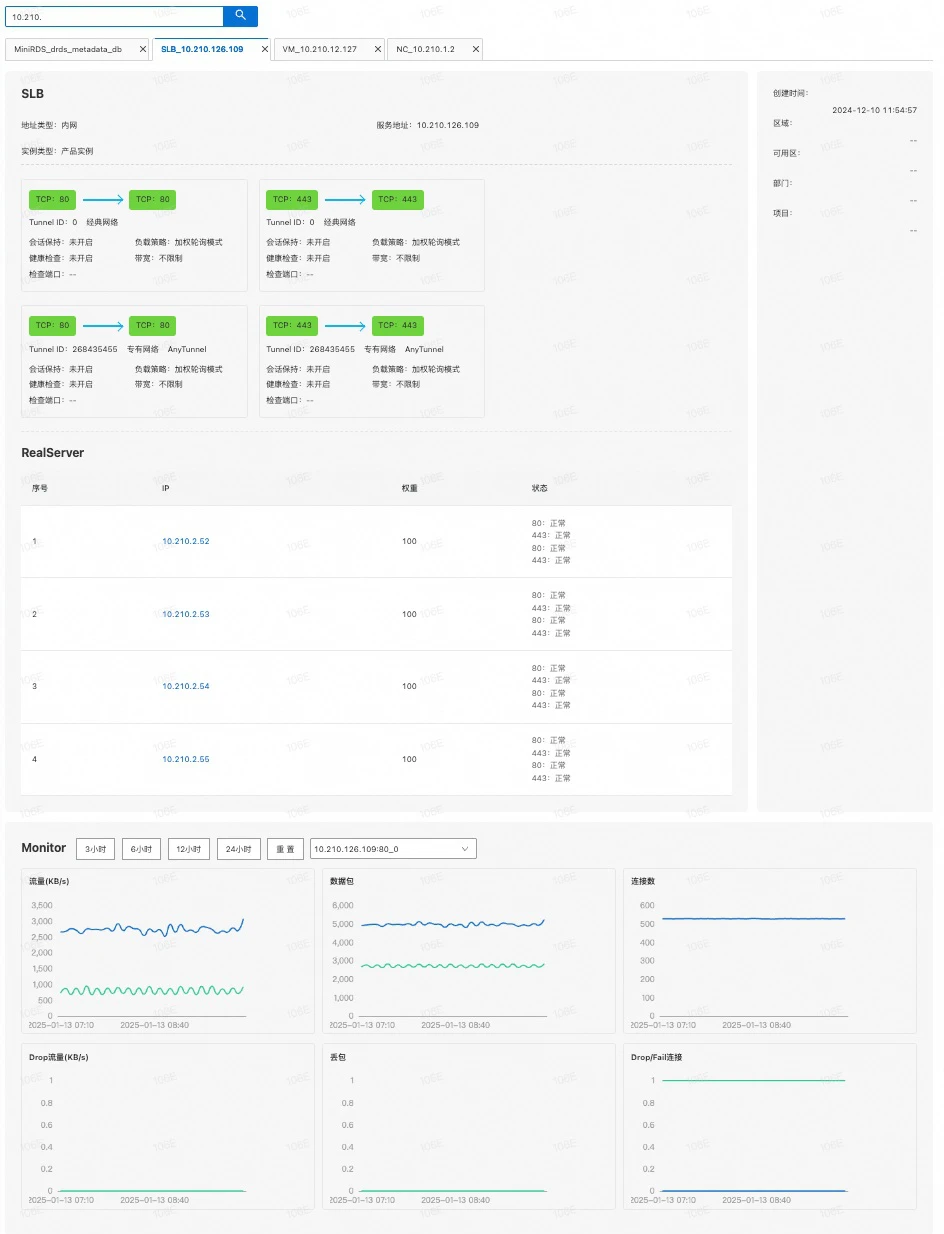 10.210.
MiniRDS_drds_metadata_db SLB_10.210.126.109 VM_10.210.12.127 NC_10.210.1.2
SLB
地址类型：内网 服务地址：10.210.126.109
实例类型：产品实例
TCP：80 TCP：80 TCP：443 TCP：443
Tunnel ID：0 经典网络 Tunnel ID：0 经典网络
会话保持：未开启 负载策略：加权轮询模式 会话保持：未开启 负载策略：加权轮询模式
健康检查：未开启 带宽：不限制 健康检查：未开启 带宽：不限制
检查端口：-- 检查端口：--
TCP：80 TCP：80 TCP：443 TCP：443
Tunnel ID：268435455 专有网络 AnyTunnel Tunnel ID：268435455 专有网络 AnyTunnel
会话保持：未开启 负载策略：加权轮询模式 会话保持：未开启 负载策略：加权轮询模式
健康检查：未开启 带宽：不限制 健康检查：未开启 带宽：不限制
检查端口：-- 检查端口：--
RealServer
序号 IP 权重 状态
1 10.210.2.52 100
80：正常
443：正常
80：正常
443：正常
2 10.210.2.53 100
80：正常
443：正常
80：正常
443：正常
3 10.210.2.54 100
80：正常
443：正常
80：正常
443：正常
4 10.210.2.55 100
80：正常
443：正常
80：正常
443：正常
创建时间：
2024-12-10 11:54:57
区域：
--
可用区：
--
部门：
--
项目：
--
Monitor 3小时 6小时 12小时 24小时 重 置 10.210.126.109:80_0
流量(KB/s)
3,500
3,000
2,500
2,000
1,500
1,000
500
0
2025-01-13 07:10 2025-01-13 08:40
数据包
6,000
5,000
4,000
3,000
2,000
1,000
0
2025-01-13 07:10 2025-01-13 08:40
连接数
600
500
400
300
200
100
0
2025-01-13 07:10 2025-01-13 08:40
Drop流量(KB/s)
1
0.8
0.6
0.4
0.2
0
2025-01-13 07:10 2025-01-13 08:40
丢包
1
0.8
0.6
0.4
0.2
0
2025-01-13 07:10 2025-01-13 08:40
Drop/Fail连接
1
0.8
0.6
0.4
0.2
0
2025-01-13 07:10 2025-01-13 08:40